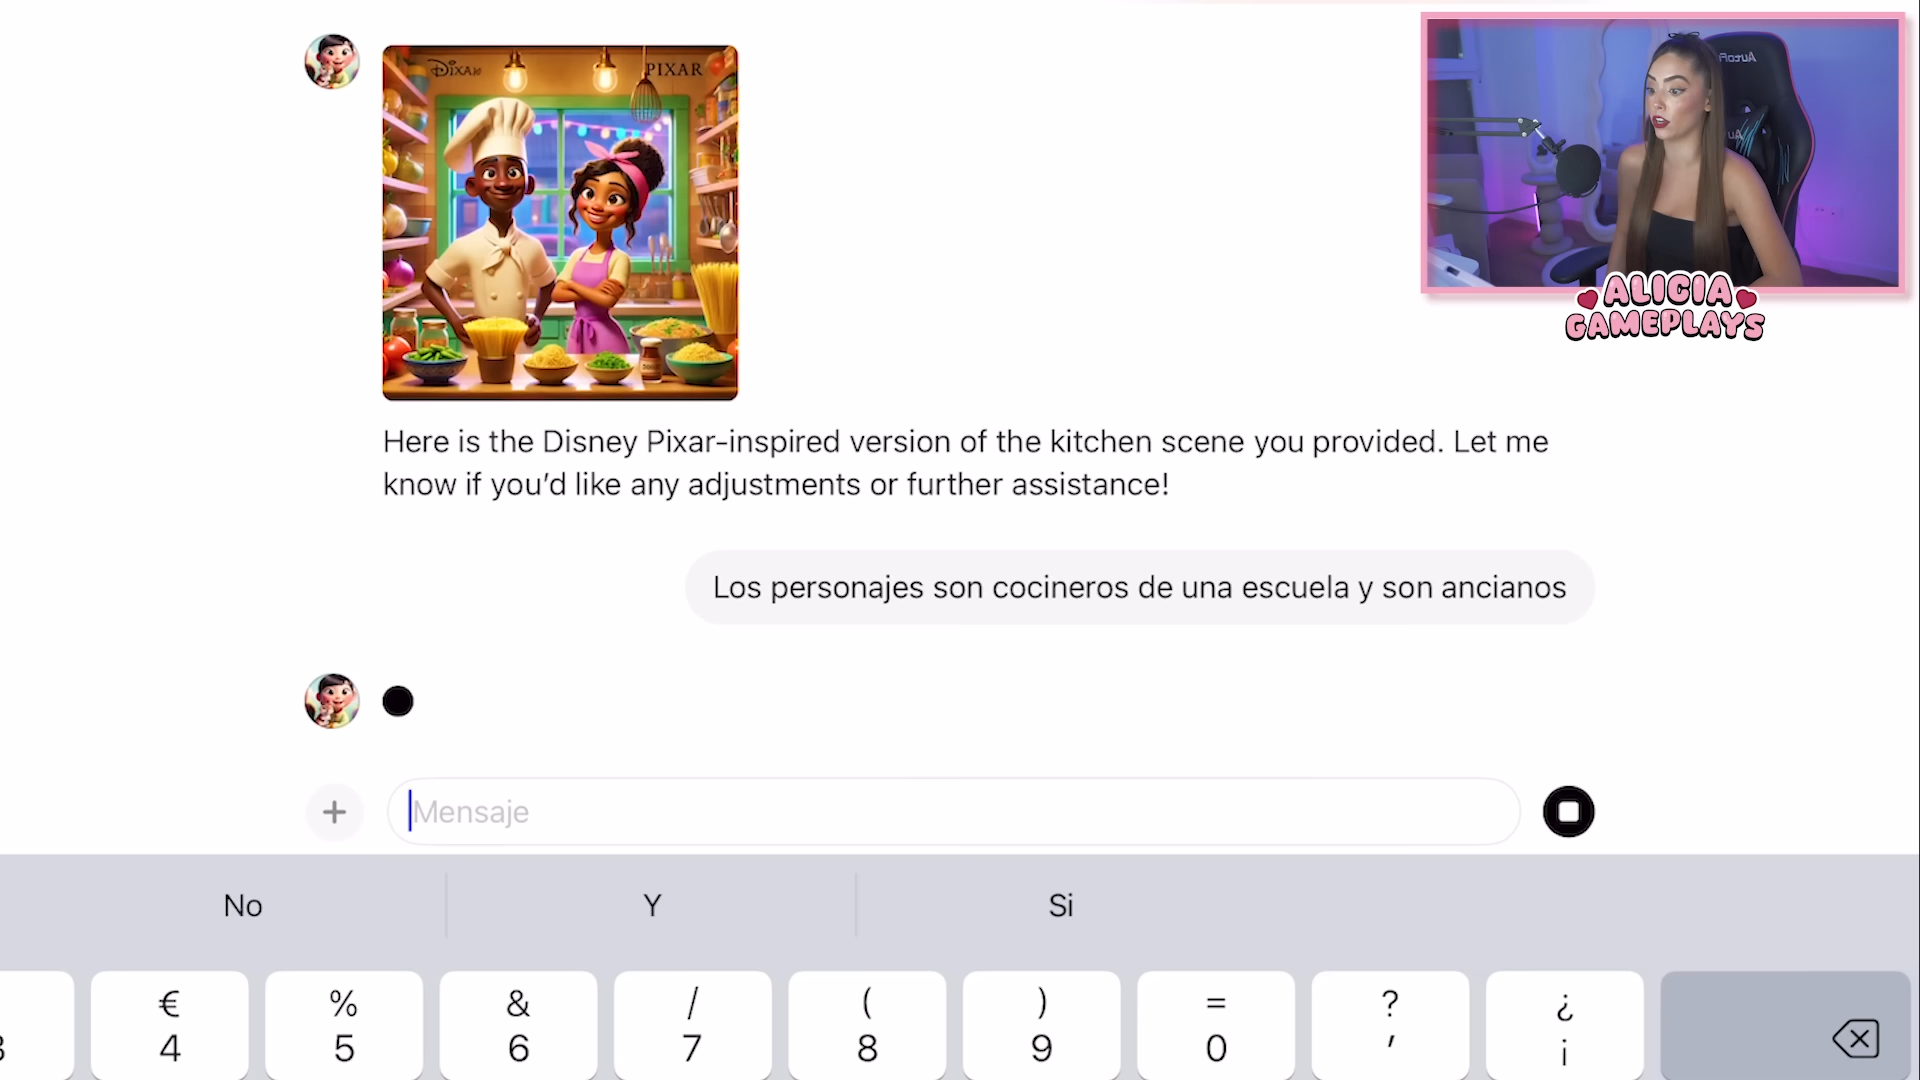 PIXAR
AuroR
ALICIA
GAMEPLAYS
Here is the Disney Pixar-inspired version of the kitchen scene you provided. Let me
know if you'd like any adjustments or further assistance!
Los personajes son cocineros de una escuela y son ancianos
Mensaje
No Y Si
€ % & / ( ) = ? ¿
3 4 5 6 7 8 9 0 ' ¡